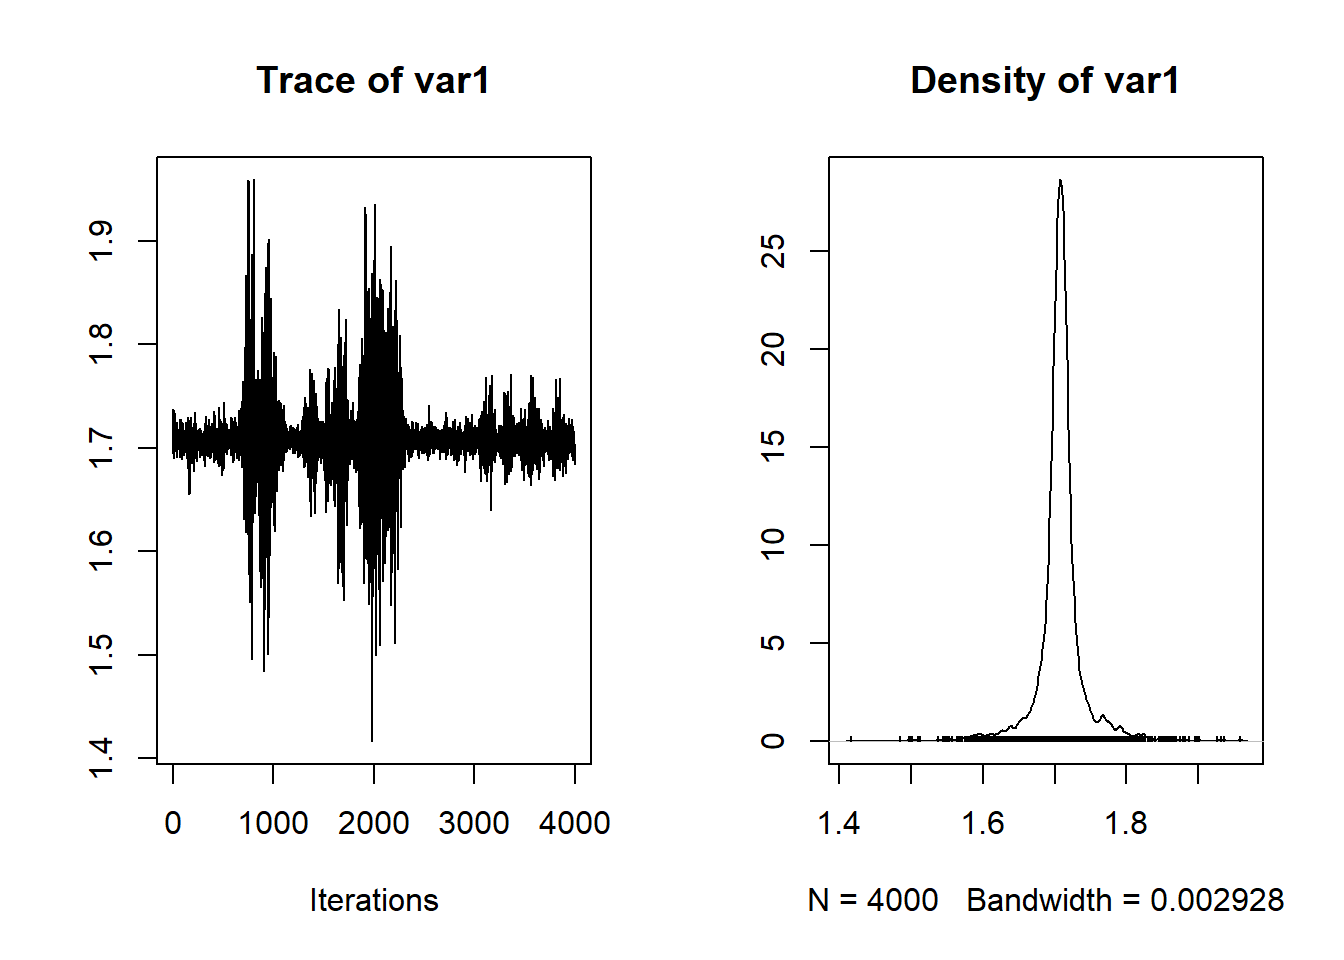 Trace of var1
1.9
1.8
1.7
1.6
1.5
1.4
0 1000 2000 3000 4000
Iterations
Density of var1
25
20
15
10
5
0
1.4 1.6 1.8
N = 4000 Bandwidth = 0.002928